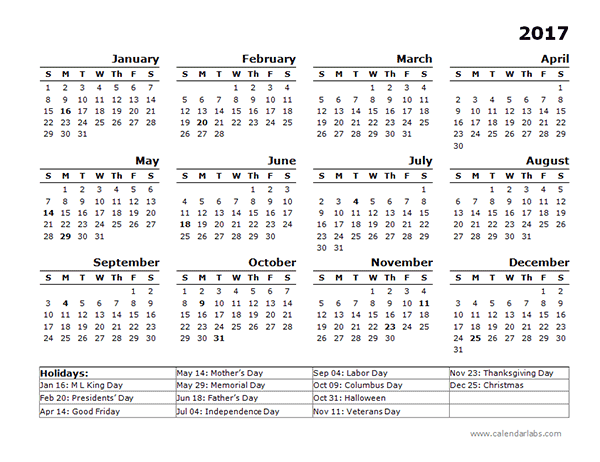 2017
January
S M T W Th F S
1 2 3 4 5 6 7
8 9 10 11 12 13 14
15 16 17 18 19 20 21
22 23 24 25 26 27 28
29 30 31
February
S M T W Th F S
1 2 3 4
5 6 7 8 9 10 11
12 13 14 15 16 17 18
19 20 21 22 23 24 25
26 27 28
March
S M T W Th F S
1 2 3 4
5 6 7 8 9 10 11
12 13 14 15 16 17 18
19 20 21 22 23 24 25
26 27 28 29 30 31
April
S M T W Th F S
1
2 3 4 5 6 7 8
9 10 11 12 13 14 15
16 17 18 19 20 21 22
23 24 25 26 27 28 29
30
May
S M T W Th F S
1 2 3 4 5 6
7 8 9 10 11 12 13
14 15 16 17 18 19 20
21 22 23 24 25 26 27
28 29 30 31
June
S M T W Th F S
1 2 3
4 5 6 7 8 9 10
11 12 13 14 15 16 17
18 19 20 21 22 23 24
25 26 27 28 29 30
July
S M T W Th F S
1
2 3 4 5 6 7 8
9 10 11 12 13 14 15
16 17 18 19 20 21 22
23 24 25 26 27 28 29
30 31
August
S M T W Th F S
1 2 3 4 5
6 7 8 9 10 11 12
13 14 15 16 17 18 19
20 21 22 23 24 25 26
27 28 29 30 31
September
S M T W Th F S
1 2
3 4 5 6 7 8 9
10 11 12 13 14 15 16
17 18 19 20 21 22 23
24 25 26 27 28 29 30
October
S M T W Th F S
1 2 3 4 5 6 7
8 9 10 11 12 13 14
15 16 17 18 19 20 21
22 23 24 25 26 27 28
29 30 31
November
S M T W Th F S
1 2 3 4
5 6 7 8 9 10 11
12 13 14 15 16 17 18
19 20 21 22 23 24 25
26 27 28 29 30
December
S M T W Th F S
1 2
3 4 5 6 7 8 9
10 11 12 13 14 15 16
17 18 19 20 21 22 23
24 25 26 27 28 29 30
31
Holidays:
Jan 16: M L King Day
Feb 20: Presidents' Day
Apr 14: Good Friday
May 14: Mother's Day
May 29: Memorial Day
Jun 18: Father's Day
Jul 04: Independence Day
Sep 04: Labor Day
Oct 09: Columbus Day
Oct 31: Halloween
Nov 11: Veterans Day
Nov 23: Thanksgiving Day
Dec 25: Christmas
www.calendarlabs.com